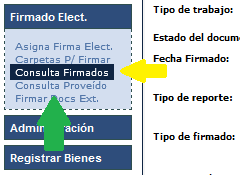 Firmado Elect.
Asigna Firma Elect.
Carpetas P/ Firmar
Consulta Firmados
Consulta Proveído
Firmar Docs Ext.
Administración
Registrar Bienes
Tipo de trabajo:
Estado del docume
Fecha Firmado:
Tipo de reporte:
Tipo de firmado: